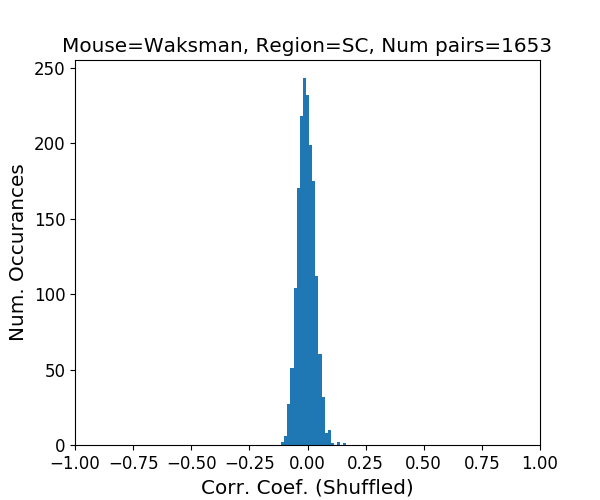 Mouse=Waksman, Region=SC, Num pairs=1653
250
200
150
100
50
0
Num. Occurances
−1.00 −0.75 −0.50 −0.25 0.00 0.25 0.50 0.75 1.00
Corr. Coef. (Shuffled)